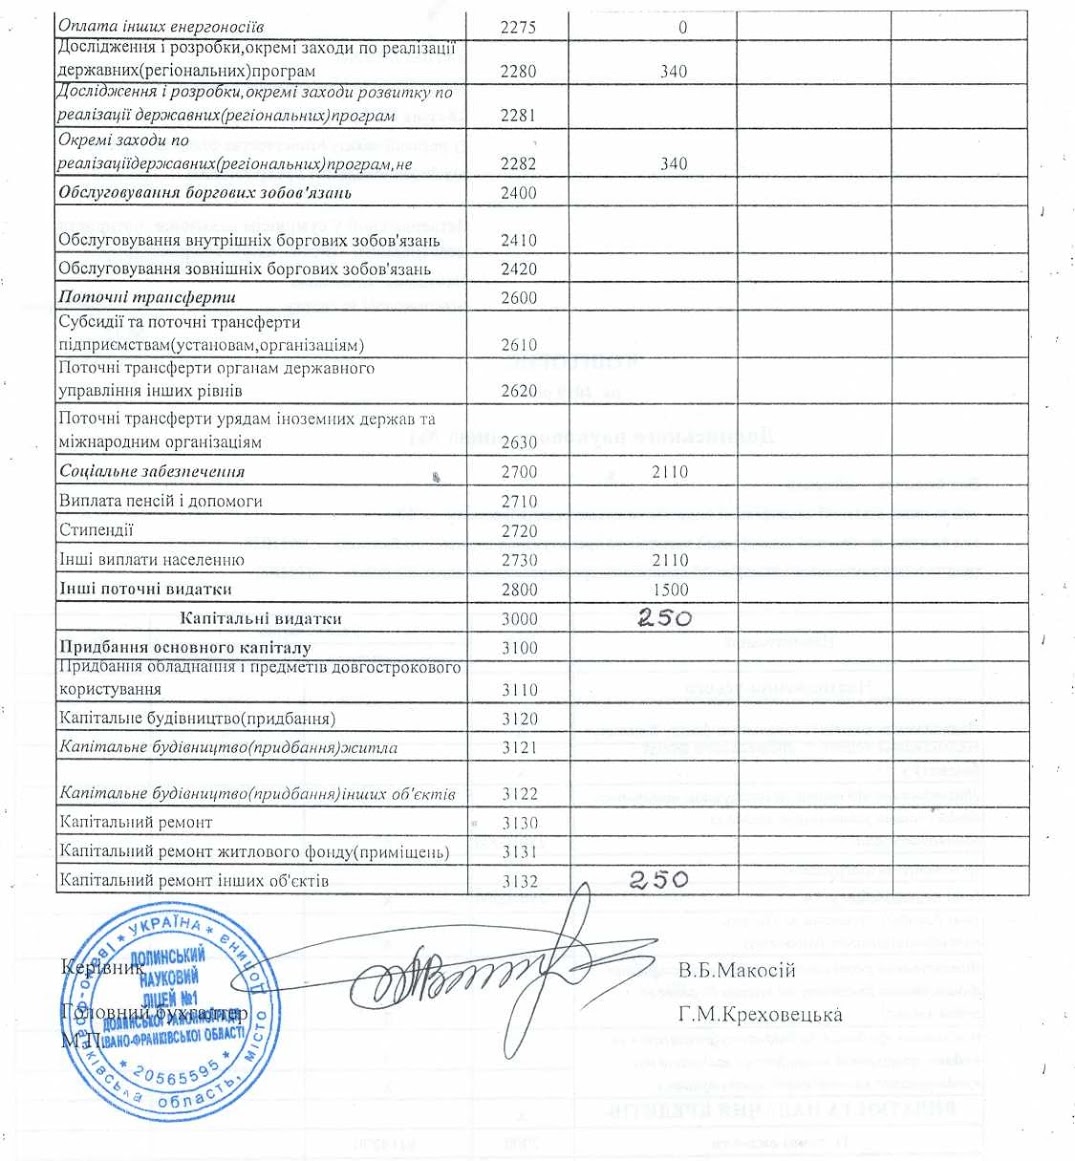 Оплата інших енергоносіїв 2275 0
Дослідження і розробки,окремі заходи по реалізації
державних(регіональних)програм 2280 340
Дослідження і розробки,окремі заходи розвитку по
реалізації державних(регіональних)програм 2281
Окремі заходи по
реалізаціїдержавних(регіональних)програм,не 2282 340
Обслуговування боргових зобов'язань 2400
Обслуговування внутрішніх боргових зобов'язань 2410
Обслуговування зовнішніх боргових зобов'язань 2420
Поточні трансферти 2600
Субсидії та поточні трансферти
підприємствам(установам,організаціям) 2610
Поточні трансферти органам державного
управління інших рівнів 2620
Поточні трансферти урядам іноземних держав та
міжнародним організаціям 2630
Соціальне забезпечення 2700 2110
Виплата пенсій і допомоги 2710
Стипендії 2720
Інші виплати населенню 2730 2110
Інші поточні видатки 2800 1500
Капітальні видатки 3000 250
Придбання основного капіталу 3100
Придбання обладнання і предметів довгострокового
користування 3110
Капітальне будівництво(придбання) 3120
Капітальне будівництво(придбання)житла 3121
Капітальне будівництво(придбання)інших об'єктів 3122
Капітальний ремонт 3130
Капітальний ремонт житлового фонду(приміщень) 3131
Капітальний ремонт інших об'єктів 3132 250
Керівник В.Б.Макосій
Головний бухгалтер Г.М.Креховецька
М.П.
УКРАЇНА
ДОЛИНСЬКИЙ
НАУКОВИЙ
ЛІЦЕЙ №1
ДОЛИНСЬКОЇ РАЙОННОЇ РАДИ
ІВАНО-ФРАНКІВСЬКОЇ ОБЛАСТІ
20565595
область, місто Долина